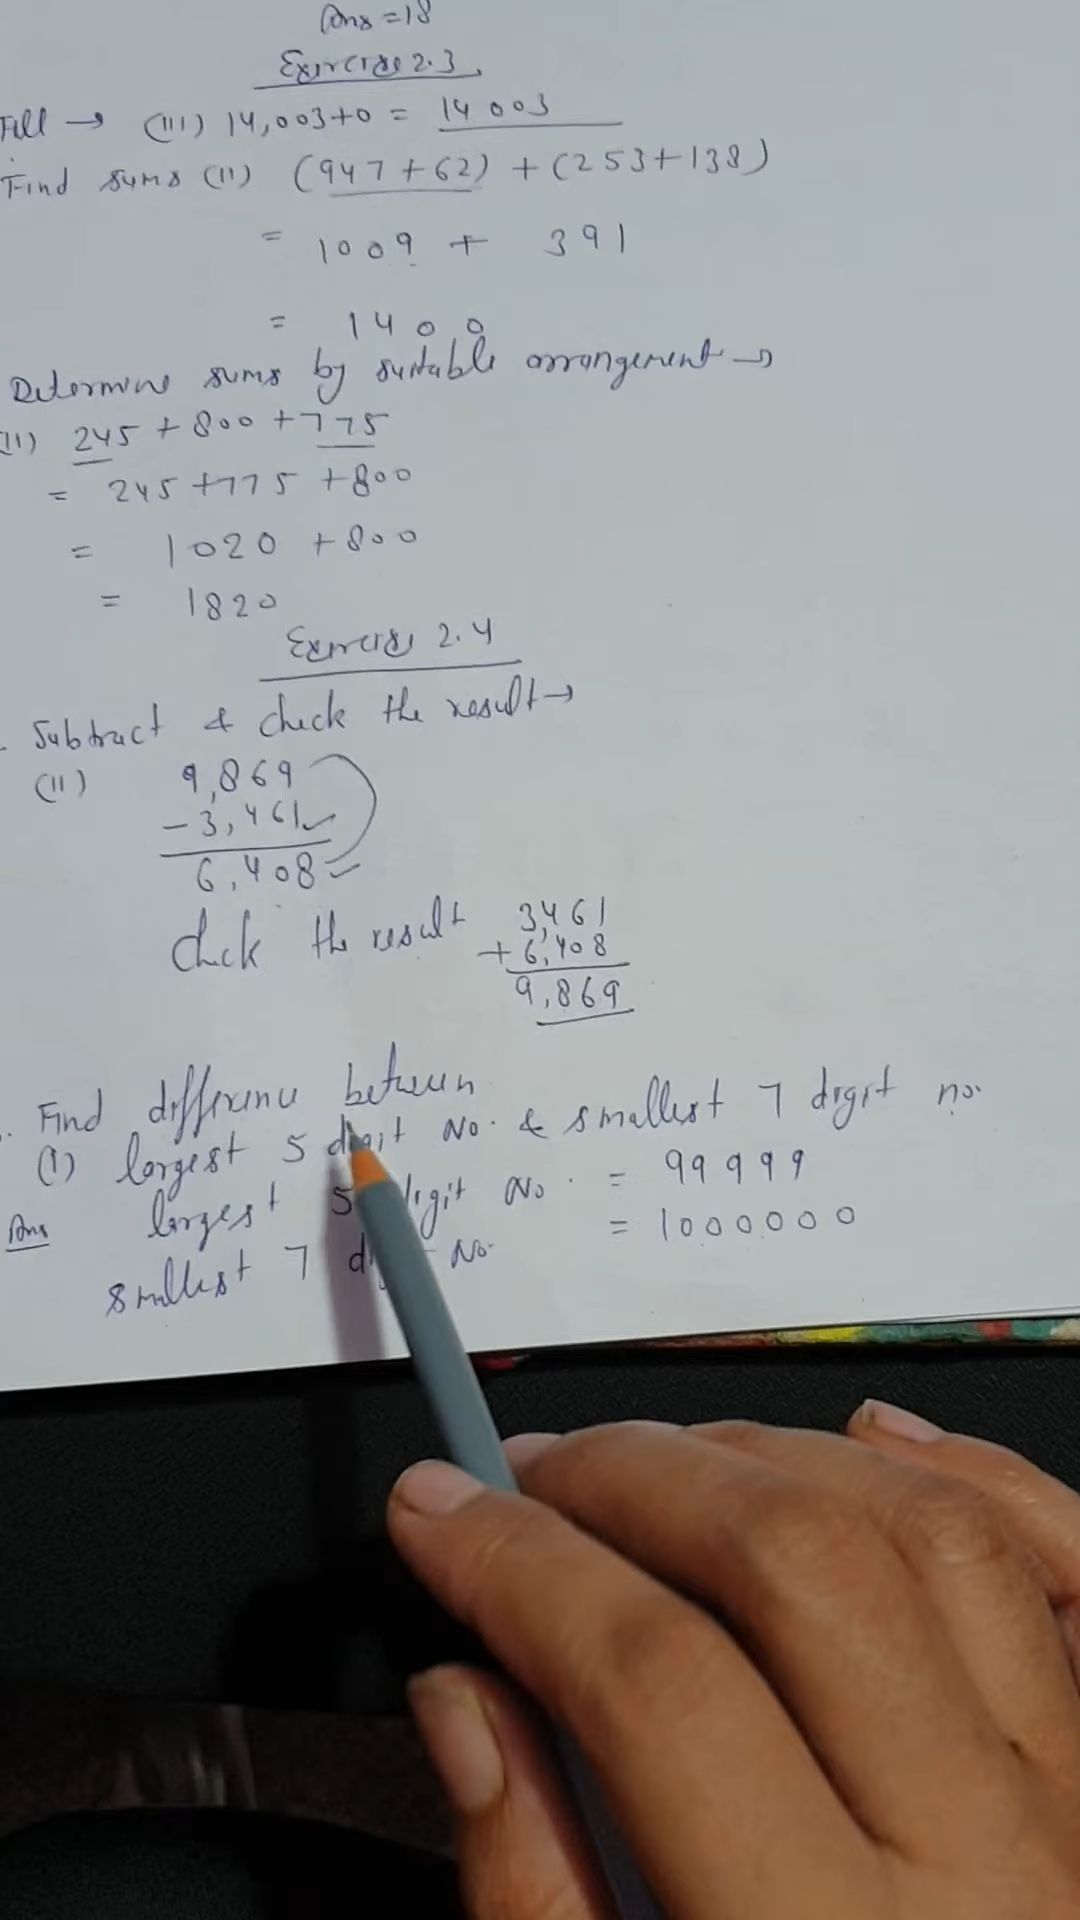 Ans = 18
Exercise 2.3
Fill → (III) 14,003+0 = 14003
Find sums (II) (947 + 62) + (253+138)
= 1009 + 391
= 1400
Determine sums by suitable arrangement →
(II) 245 + 800 + 775
= 245 + 775 + 800
= 1020 + 800
= 1820
Exercise 2.4
Subtract & check the result →
(II) 9,869
- 3,461
6,408
Check the result 3,461
+ 6,408
9,869
Find difference between
(I) largest 5 digit No. & smallest 7 digit no.
Ans largest 5 digit No. = 99999
smallest 7 digit No. = 1000000